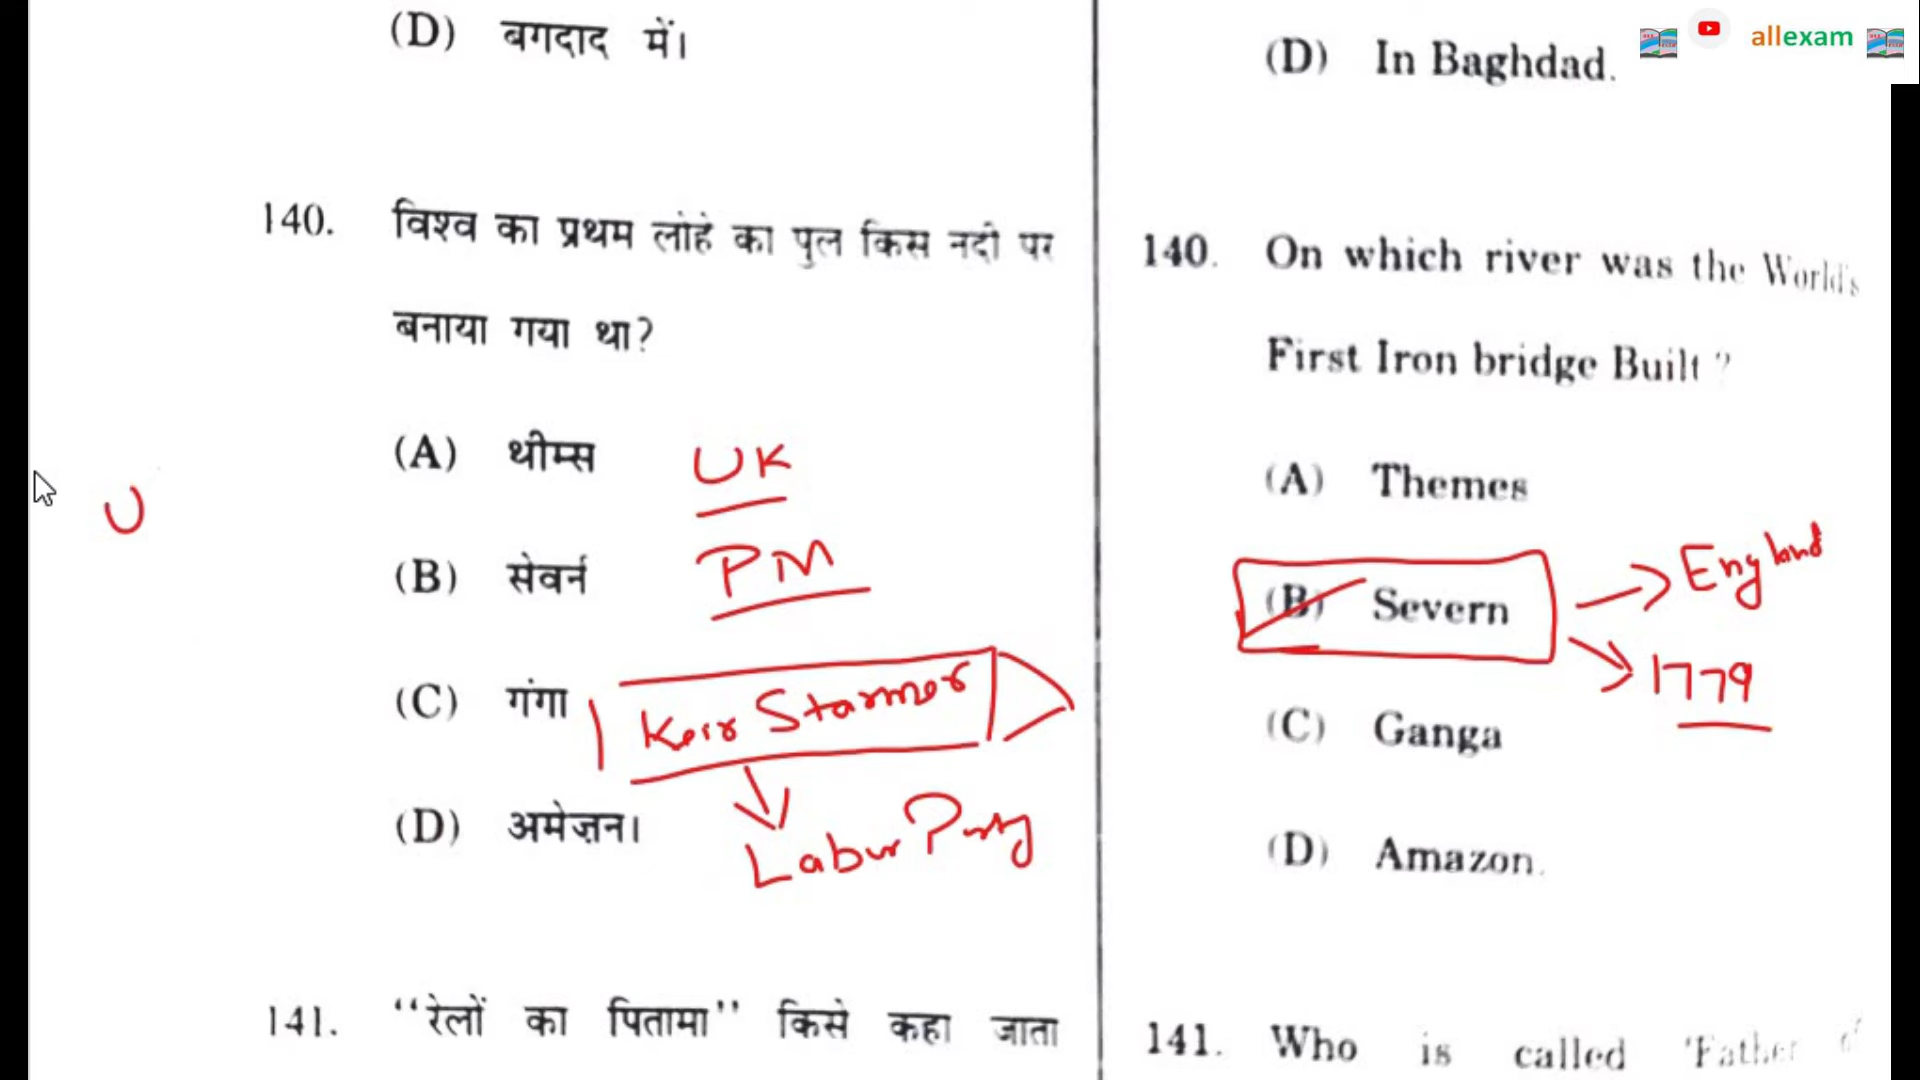 (D) बगदाद में।
140. विश्व का प्रथम लोहे का पुल किस नदी पर
बनाया गया था?
(A) थीम्स
UK
(B) सेवर्न
PM
(C) गंगा
Keir Starmer
(D) अमेज़न।
Labur Party
U
141. “रेलों का पितामा” किसे कहा जाता
allexam
(D) In Baghdad.
140. On which river was the World's
First Iron bridge Built ?
(A) Themes
(B) Severn
England
1779
(C) Ganga
(D) Amazon.
141. Who is called 'Father of